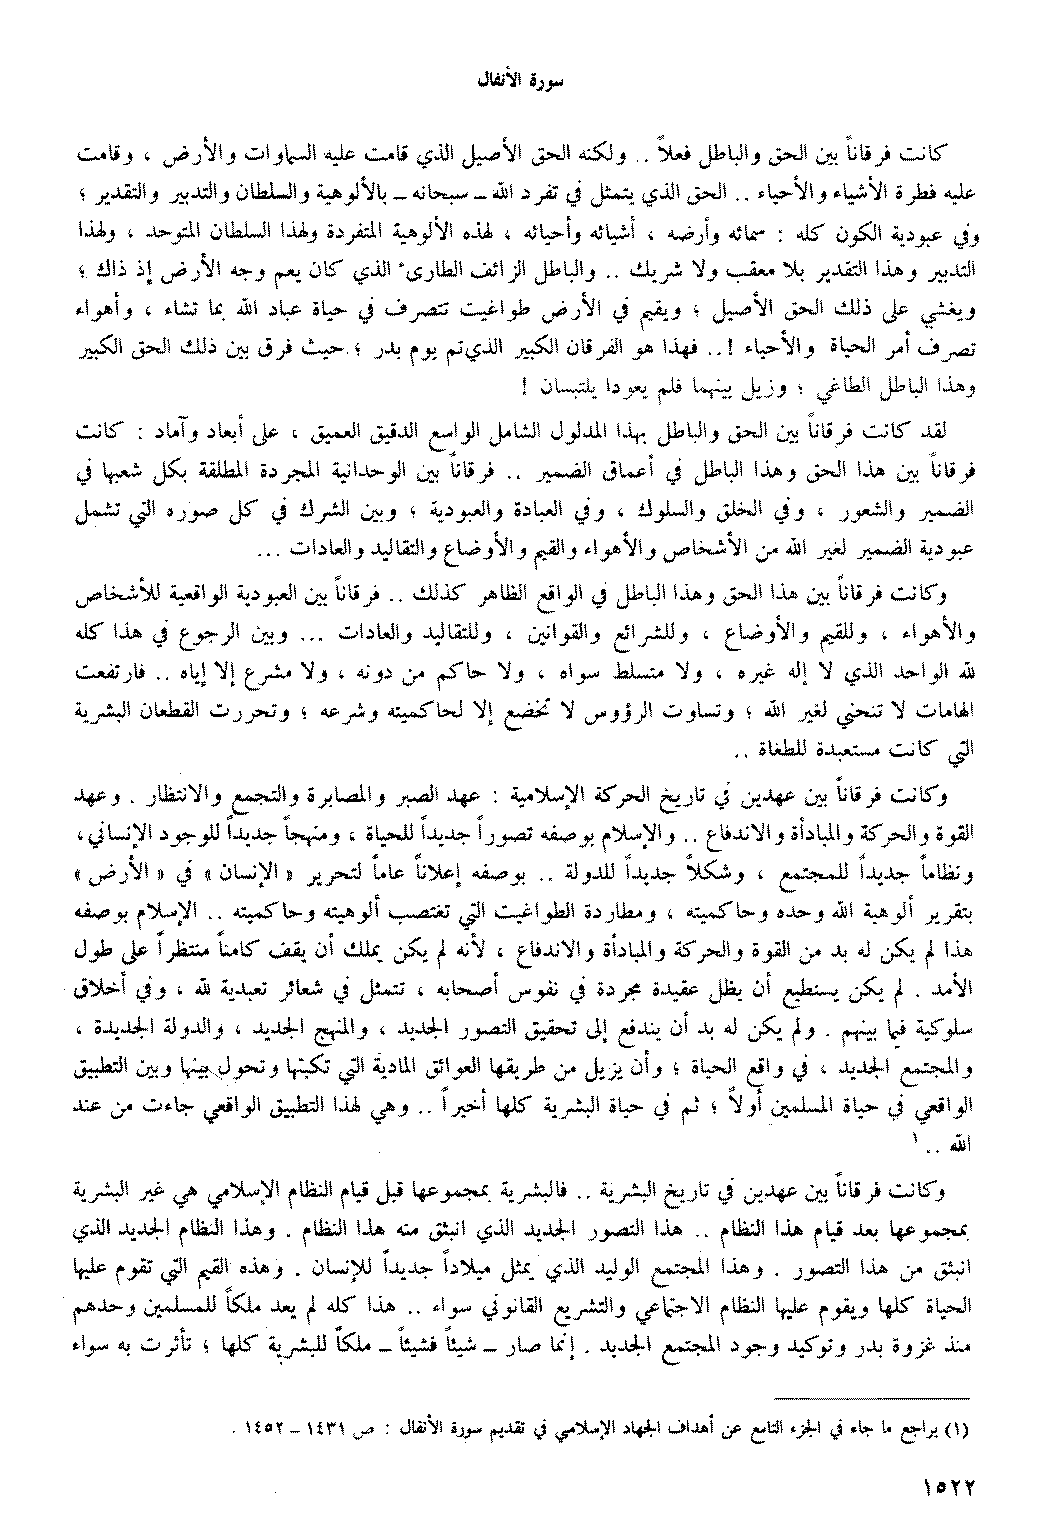 سورة الأنفال
كانت فرقاناً بين الحق والباطل فعلاً .. ولكنه الحق الأصيل الذي قامت عليه السماوات والأرض ، وقامت
عليه فطرة الأشياء والأحياء .. الحق الذي يتمثل في تفرد الله ـ سبحانه ـ بالألوهية والسلطان والتدبير والتقدير ؛
وفي عبودية الكون كله : سمائه وأرضه ، أشيائه وأحيائه ، لهذه الألوهية المتفردة ولهذا السلطان المتوحد ، ولهذا
التدبير وهذا التقدير بلا معقب ولا شريك .. والباطل الزائف الطارىء الذي كان يعم وجه الأرض إذ ذاك ؛
ويغشي على ذلك الحق الأصيل ؛ ويقيم في الأرض طواغيت تتصرف في حياة عباد الله بما تشاء ، وأهواء
تصرف أمر الحياة والأحياء !.. فهذا هو الفرقان الكبير الذي تم يوم بدر ؛ حيث فرق بين ذلك الحق الكبير
وهذا الباطل الطاغي ؛ وزيل بينهما فلم يعودا يلتبسان !
لقد كانت فرقاناً بين الحق والباطل بهذا المدلول الشامل الواسع الدقيق العميق ، على أبعاد وآماد : كانت
فرقاناً بين هذا الحق وهذا الباطل في أعماق الضمير .. فرقاناً بين الوحدانية المجردة المطلقة بكل شعبها في
الضمير والشعور ، وفي الخلق والسلوك ، وفي العبادة والعبودية ؛ وبين الشرك في كل صوره التي تشمل
عبودية الضمير لغير الله من الأشخاص والأهواء والقيم والأوضاع والتقاليد والعادات ...
وكانت فرقاناً بين هذا الحق وهذا الباطل في الواقع الظاهر كذلك .. فرقاناً بين العبودية الواقعية للأشخاص
والأهواء ، وللقيم والأوضاع ، وللشرائع والقوانين ، وللتقاليد والعادات ... وبين الرجوع في هذا كله
لله الواحد الذي لا إله غيره ، ولا متسلط سواه ، ولا حاكم من دونه ، ولا مشرع إلا إياه .. فارتفعت
الهامات لا تنحني لغير الله ؛ وتساوت الرؤوس لا تخضع إلا لحاكميته وشرعه ؛ وتحررت القطعان البشرية
التي كانت مستعبدة للطغاة ..
وكانت فرقاناً بين عهدين في تاريخ الحركة الإسلامية : عهد الصبر والمصابرة والتجمع والانتظار . وعهد
القوة والحركة والمبادأة والاندفاع .. والإسلام بوصفه تصوراً جديداً للحياة ، ومنهجاً جديداً للوجود الإنساني ،
ونظاماً جديداً للمجتمع ، وشكلاً جديداً للدولة .. بوصفه إعلاناً عاماً لتحرير « الإنسان » في « الأرض »
بتقرير ألوهية الله وحده وحاكميته ، ومطاردة الطواغيت التي تغتصب ألوهيته وحاكميته .. الإسلام بوصفه
هذا لم يكن له بد من القوة والحركة والمبادأة والاندفاع ، لأنه لم يكن يملك أن يقف كامناً منتظراً على طول
الأمد . لم يكن يستطيع أن يظل عقيدة مجردة في نفوس أصحابه ، تتمثل في شعائر تعبدية لله ، وفي أخلاق
سلوكية فيما بينهم . ولم يكن له بد أن يندفع إلى تحقيق التصور الجديد ، والمنهج الجديد ، والدولة الجديدة ،
والمجتمع الجديد ، في واقع الحياة ؛ وأن يزيل من طريقها العوائق المادية التي تكبتها وتحول بينها وبين التطبيق
الواقعي في حياة المسلمين أولاً ؛ ثم في حياة البشرية كلها أخيراً .. وهي لهذا التطبيق الواقعي جاءت من عند
الله .. ١
وكانت فرقاناً بين عهدين في تاريخ البشرية .. فالبشرية بمجموعها قبل قيام النظام الإسلامي هي غير البشرية
بمجموعها بعد قيام هذا النظام .. هذا التصور الجديد الذي انبثق منه هذا النظام . وهذا النظام الجديد الذي
انبثق من هذا التصور . وهذا المجتمع الوليد الذي يمثل ميلاداً جديداً للإنسان . وهذه القيم التي تقوم عليها
الحياة كلها ويقوم عليها النظام الاجتماعي والتشريع القانوني سواء .. هذا كله لم يعد ملكاً للمسلمين وحدهم
منذ غزوة بدر وتوكيد وجود المجتمع الجديد . إنما صار ـ شيئاً فشيئاً ـ ملكاً للبشرية كلها ؛ تأثرت به سواء
(١) يراجع ما جاء في الجزء التاسع عن أهداف الجهاد الإسلامي في تقديم سورة الأنفال : ص ١٤٣١ ـ ١٤٥٢ .
١٥٢٢